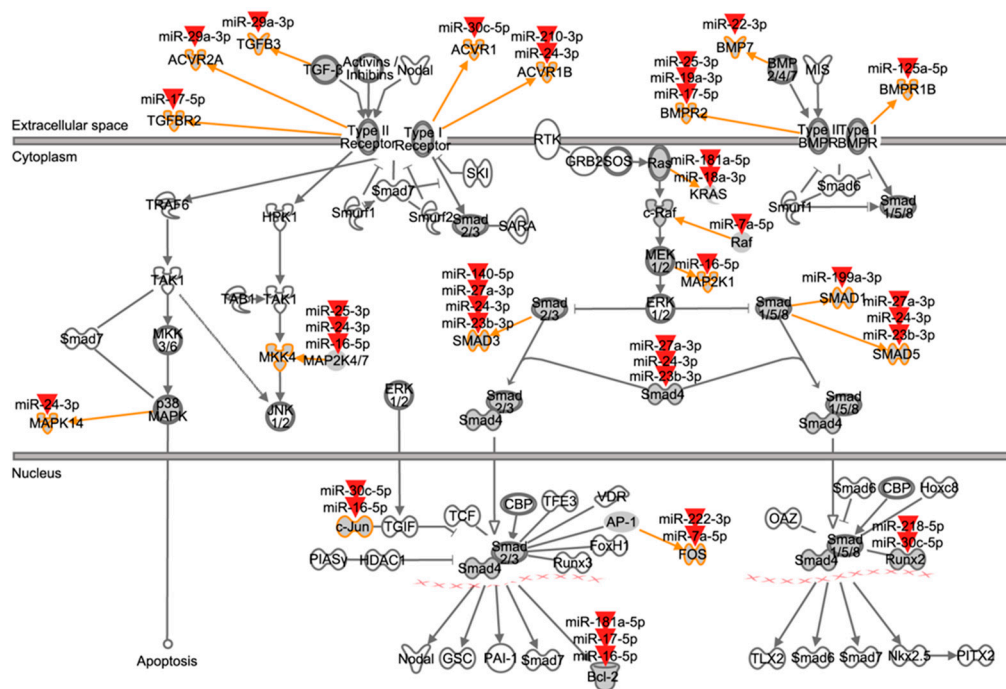 miR-29a-3p
TGFB3
miR-29a-3p
ACVR2A
miR-17-5p
TGFBR2
TGF-β
Activins /
Inhibins
Nodal
miR-30c-5p
ACVR1
miR-210-3p
miR-24-3p
ACVR1B
miR-22-3p
BMP7
BMP
2/4/7
MIS
miR-25-3p
miR-19a-3p
miR-17-5p
BMPR2
miR-125a-5p
BMPR1B
Extracellular space
Cytoplasm
Type II
Receptor
Type I
Receptor
RTK
GRB2
SOS
Ras
miR-181a-5p
miR-18a-3p
KRAS
Type II
BMPR
Type I
BMPR
TRAF6
HPK1
Smurf1
Smad7
Smurf2
SKI
Smad
2/3
SARA
c-Raf
miR-7a-5p
Raf
Smurf1
Smad6
Smad
1/5/8
MEK
1/2
miR-16-5p
MAP2K1
TAK1
TAB1
TAK1
miR-25-3p
miR-24-3p
miR-16-5p
MKK4
MAP2K4/7
miR-140-5p
miR-27a-3p
miR-24-3p
miR-23b-3p
SMAD3
Smad
2/3
ERK
1/2
Smad
1/5/8
miR-199a-3p
SMAD1
miR-27a-3p
miR-24-3p
miR-23b-3p
SMAD5
Smad7
MKK
3/6
miR-27a-3p
miR-24-3p
miR-23b-3p
Smad4
miR-24-3p
MAPK14
p38
MAPK
JNK
1/2
ERK
1/2
Smad
2/3
Smad4
Smad
1/5/8
Smad4
Nucleus
miR-30c-5p
miR-16-5p
c-Jun
TGIF
TCF
CBP
TFE3
VDR
AP-1
miR-222-3p
miR-7a-5p
FOS
PIASy
HDAC1
Smad
2/3
Smad4
Runx3
FoxH1
Smad6
CBP
Hoxc8
OAZ
Smad
1/5/8
Smad4
miR-218-5p
miR-30c-5p
Runx2
Apoptosis
Nodal
GSC
PAI-1
Smad7
miR-181a-5p
miR-17-5p
miR-16-5p
Bcl-2
TLX2
Smad6
Smad7
Nkx2.5
PITX2